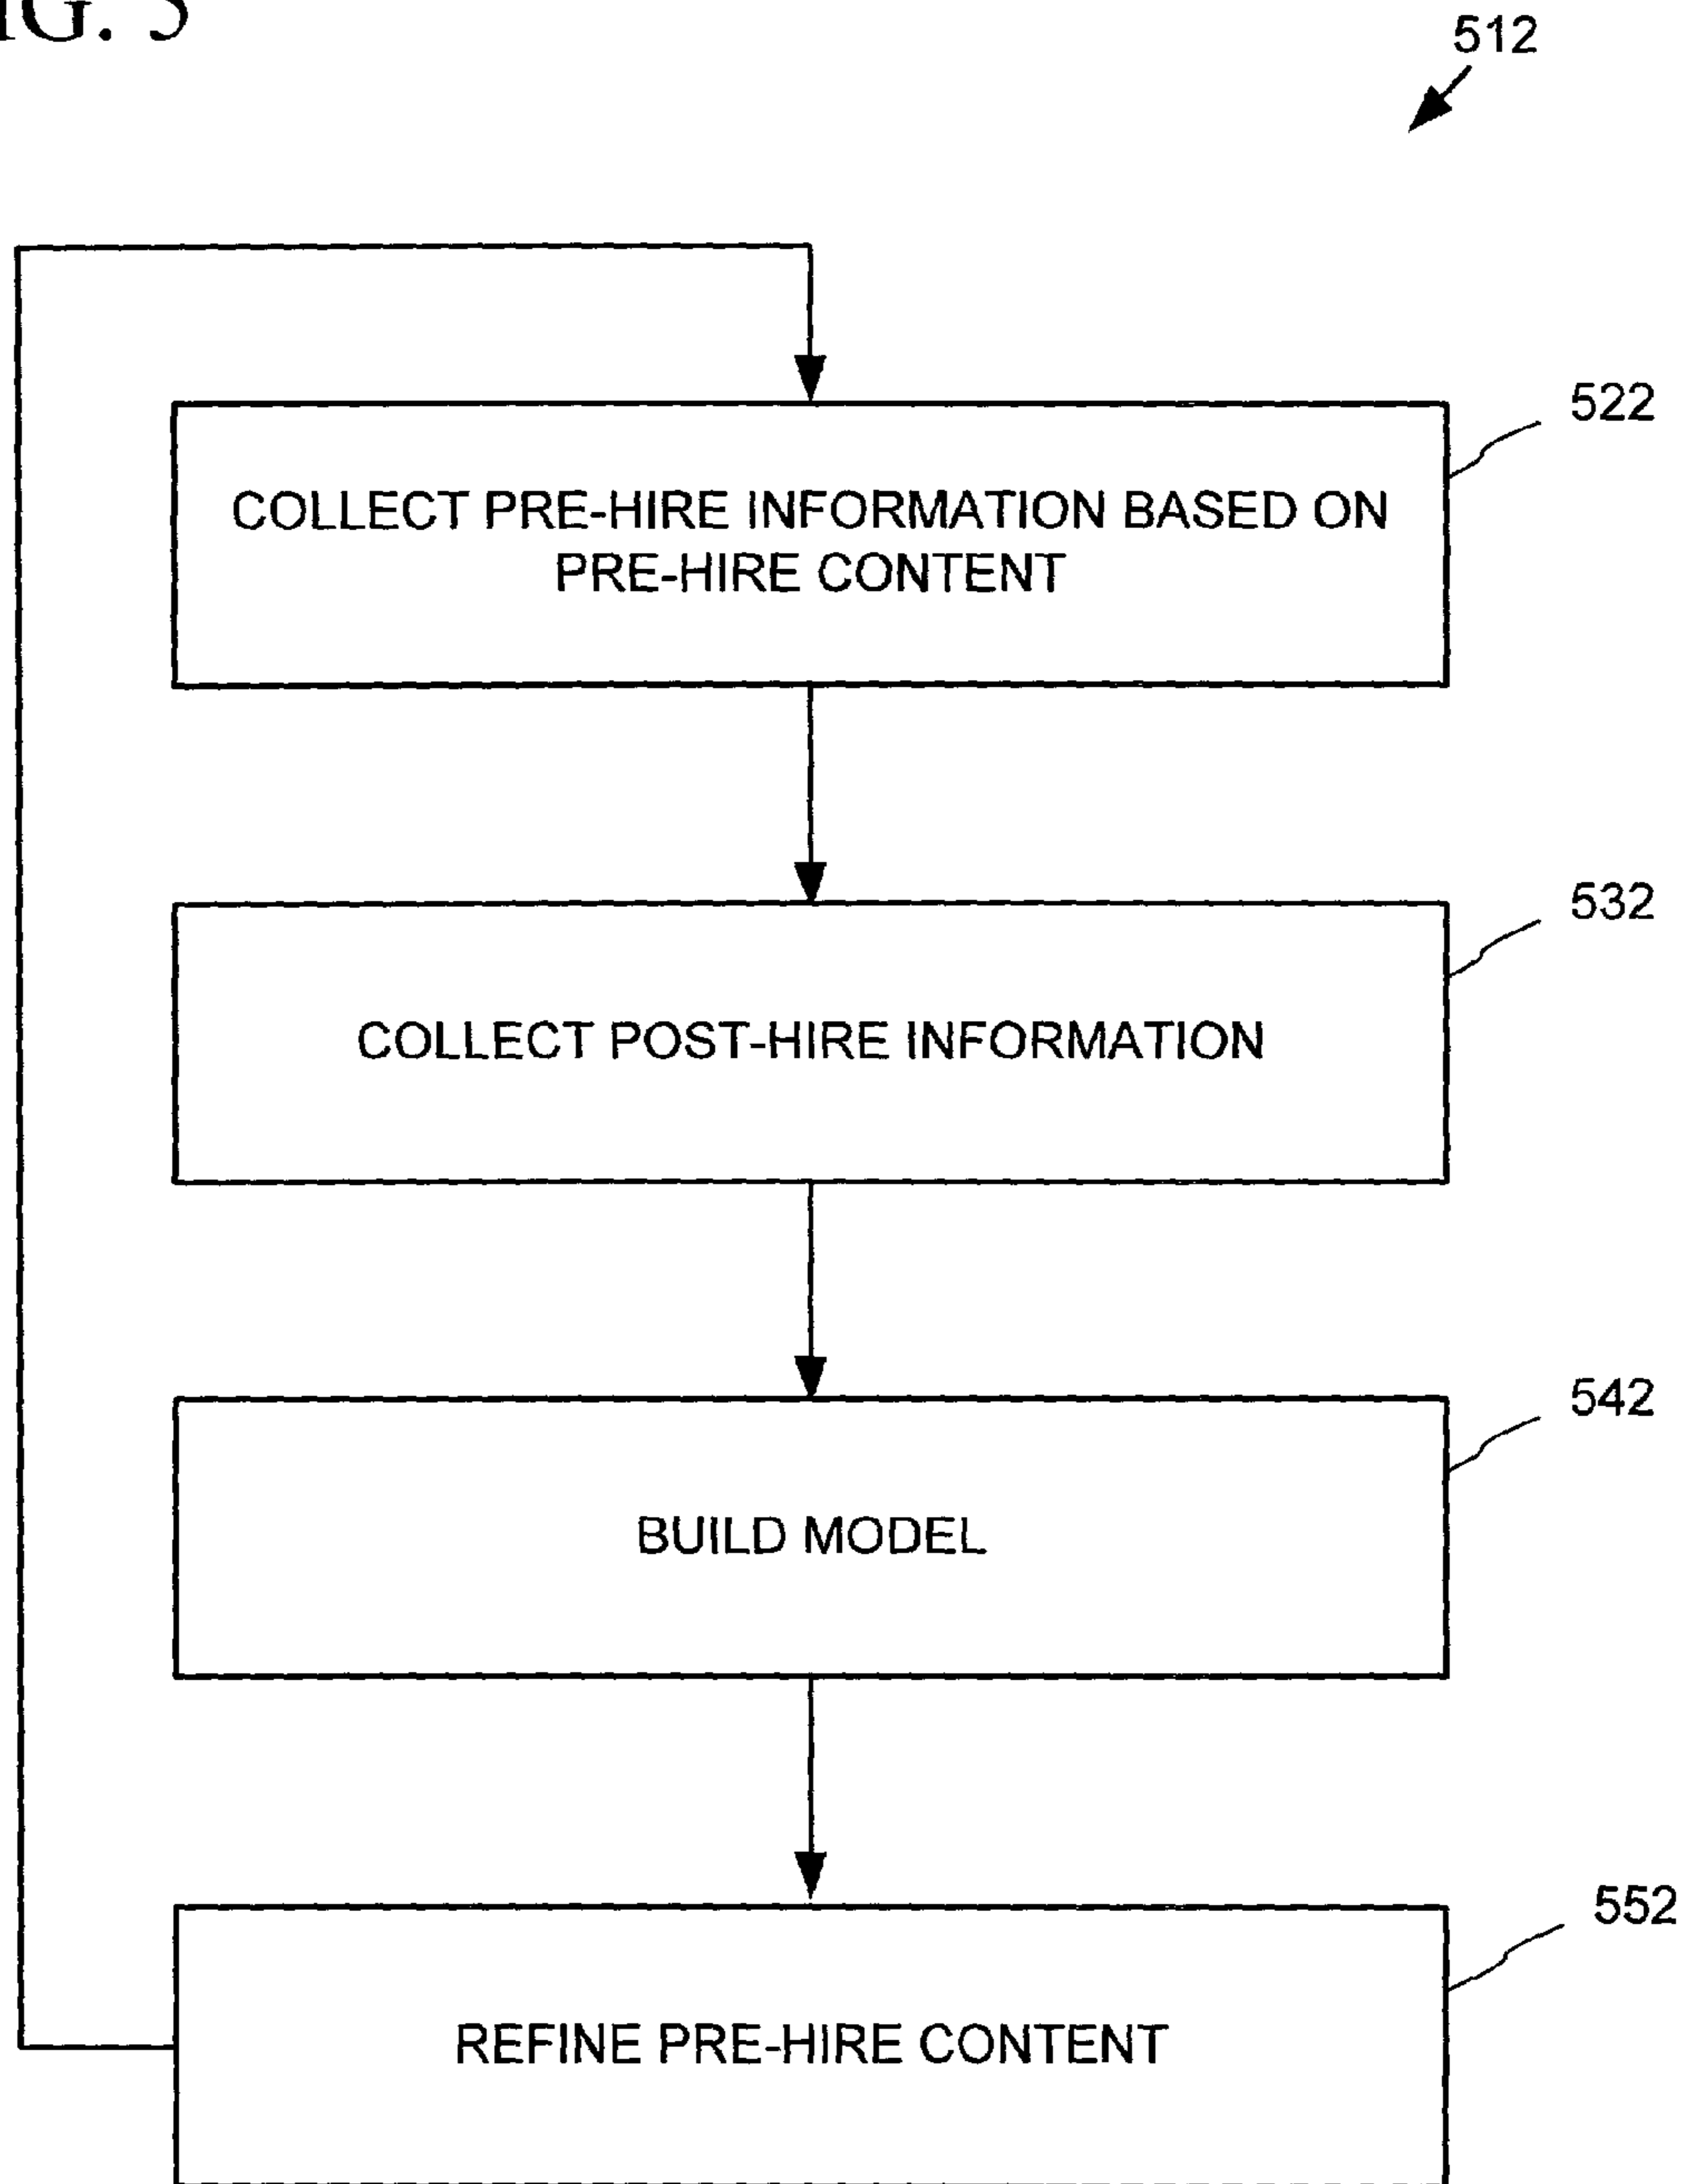 FIG. 5
512
522
COLLECT PRE-HIRE INFORMATION BASED ON
PRE-HIRE CONTENT
532
COLLECT POST-HIRE INFORMATION
542
BUILD MODEL
552
REFINE PRE-HIRE CONTENT